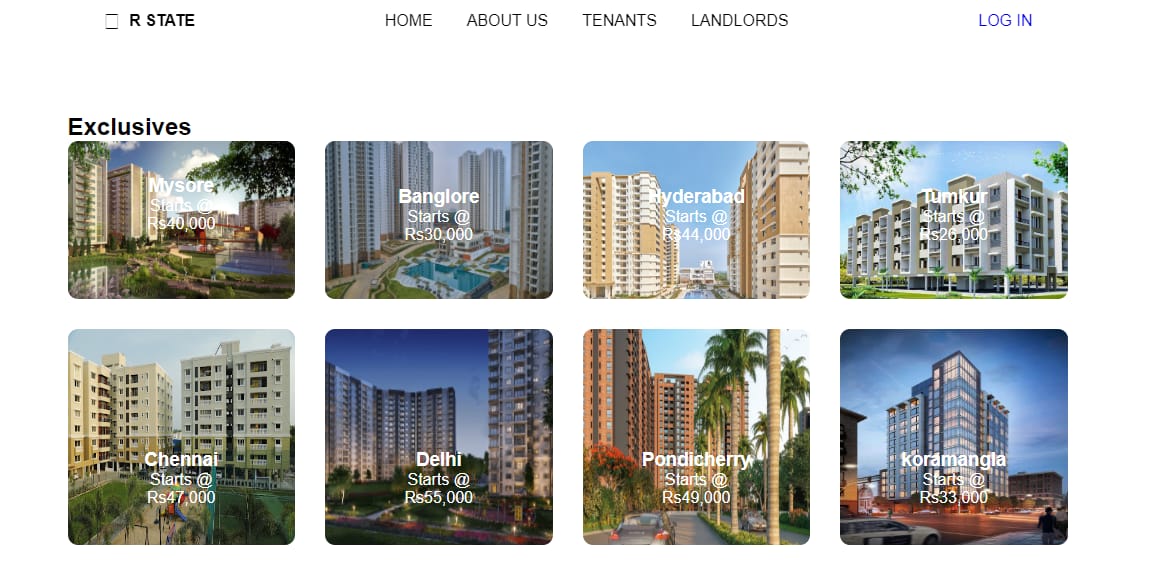 R STATE
HOME
ABOUT US
TENANTS
LANDLORDS
LOG IN
Exclusives
Mysore
Starts @
Rs40,000
Banglore
Starts @
Rs30,000
Hyderabad
Starts @
Rs44,000
Tumkur
Starts @
Rs26,000
Chennai
Starts @
Rs47,000
Delhi
Starts @
Rs55,000
Pondicherry
Starts @
Rs49,000
koramangla
Starts @
Rs33,000